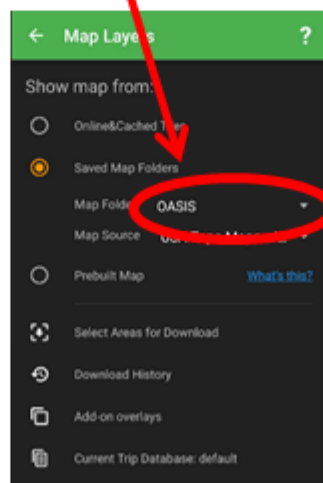 Map Layers ?
Show map from:
Online&Cached
Saved Map Folders
Map Folder OASIS
Map Source
Prebuilt Map What's this?
Select Areas for Download
Download History
Add-on overlays
Current Trip Database: default